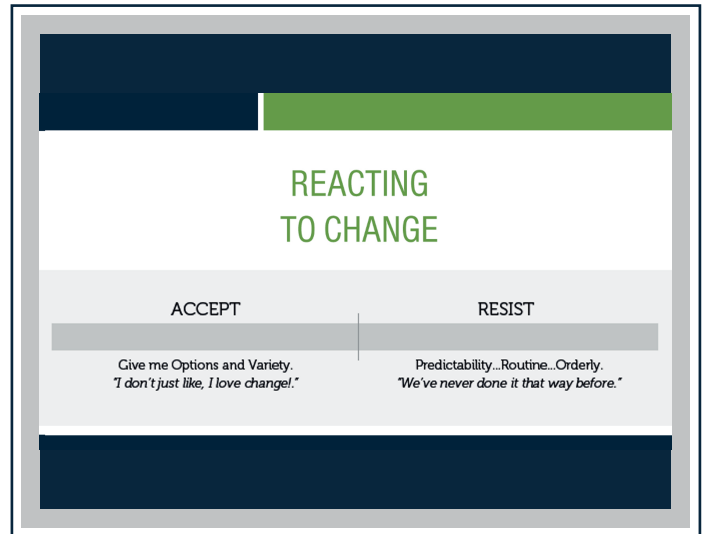 REACTING
TO CHANGE
ACCEPT
Give me Options and Variety.
"I don't just like, I love change!."
RESIST
Predictability...Routine...Orderly.
"We've never done it that way before."